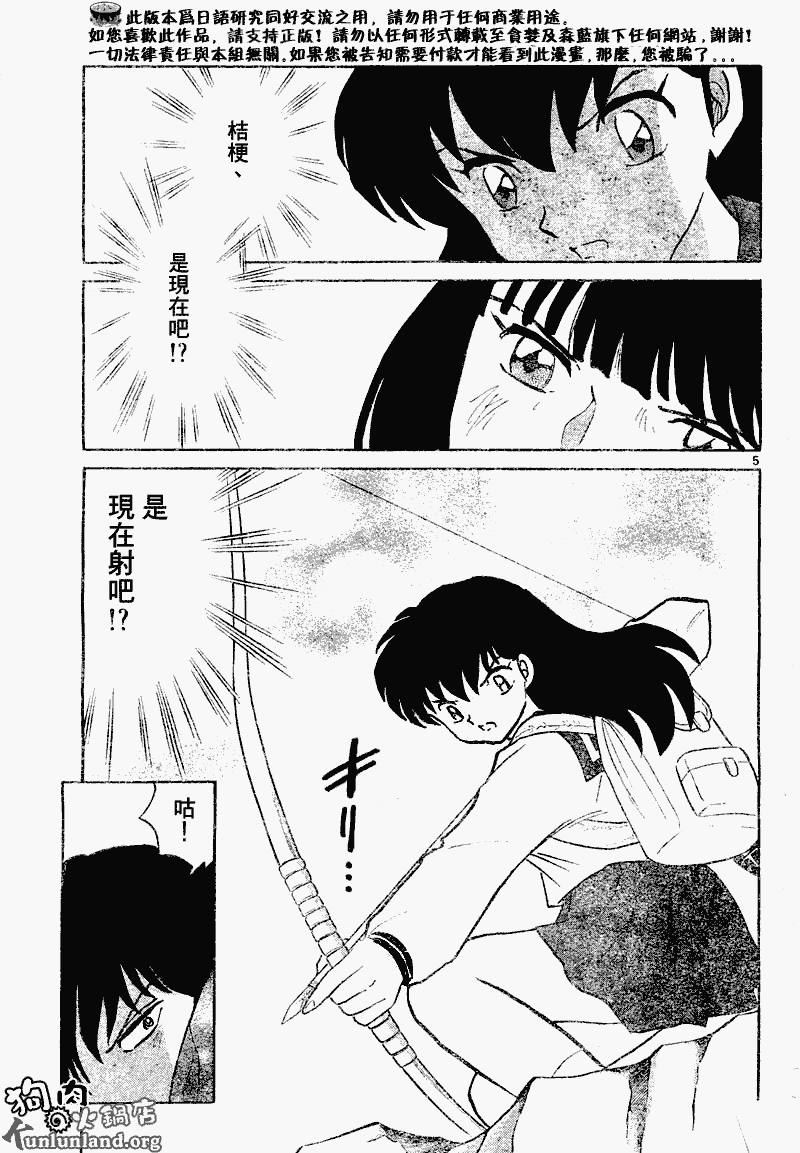 此版本爲日語研究同好交流之用，請勿用于任何商業用途。
如您喜歡此作品，請支持正版！請勿以任何形式轉載至貪婪及森藍旗下任何網站，謝謝！
一切法律責任與本組無關。如果您被告知需要付款才能看到此漫畫，那麼，您被騙了。。。
桔梗、
是現在吧!?
5
是
現在射吧!?
キリ…
咕！
狗肉
火鍋店
Kunlunland.org